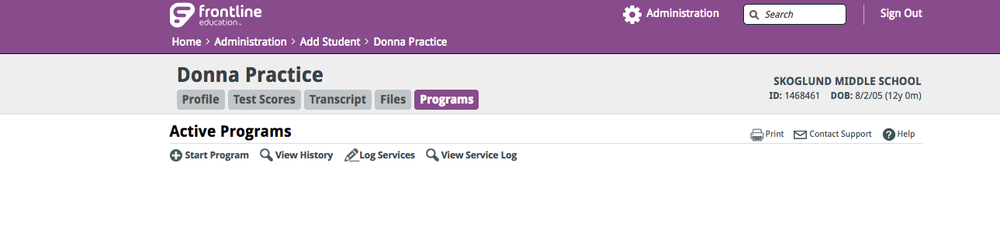 frontline
education™
Administration
Search
Sign Out
Home > Administration > Add Student > Donna Practice
Donna Practice
SKOGLUND MIDDLE SCHOOL
ID: 1468461 DOB: 8/2/05 (12y 0m)
Profile Test Scores Transcript Files Programs
Active Programs
Print Contact Support ? Help
Start Program View History Log Services View Service Log